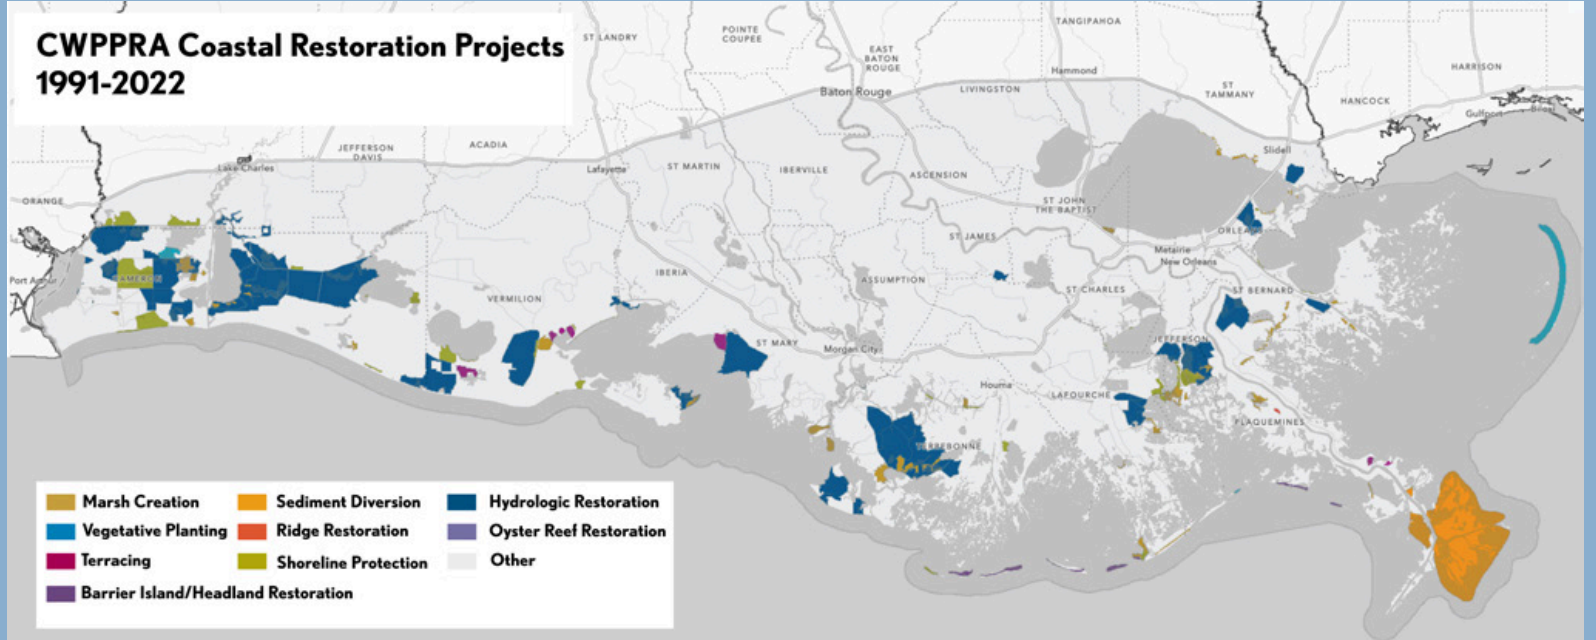 CWPPRA Coastal Restoration Projects
1991-2022
ST LANDRY
POINTE
COUPEE
EAST
BATON
ROUGE
TANGIPAHOA
Hammond
Baton Rouge
LIVINGSTON
ST
TAMMANY
HARRISON
HANCOCK
Gulfport
Biloxi
JEFFERSON
DAVIS
ACADIA
Lake Charles
Lafayette
ST MARTIN
IBERVILLE
ASCENSION
Slidell
ORANGE
ST JOHN
THE BAPTIST
ORLEANS
ST JAMES
Metairie
New Orleans
Port Arthur
CAMERON
IBERIA
ASSUMPTION
VERMILION
ST CHARLES
ST BERNARD
ST MARY
Morgan City
JEFFERSON
Houma
LAFOURCHE
PLAQUEMINES
TERREBONNE
Marsh Creation
Sediment Diversion
Hydrologic Restoration
Vegetative Planting
Ridge Restoration
Oyster Reef Restoration
Terracing
Shoreline Protection
Other
Barrier Island/Headland Restoration